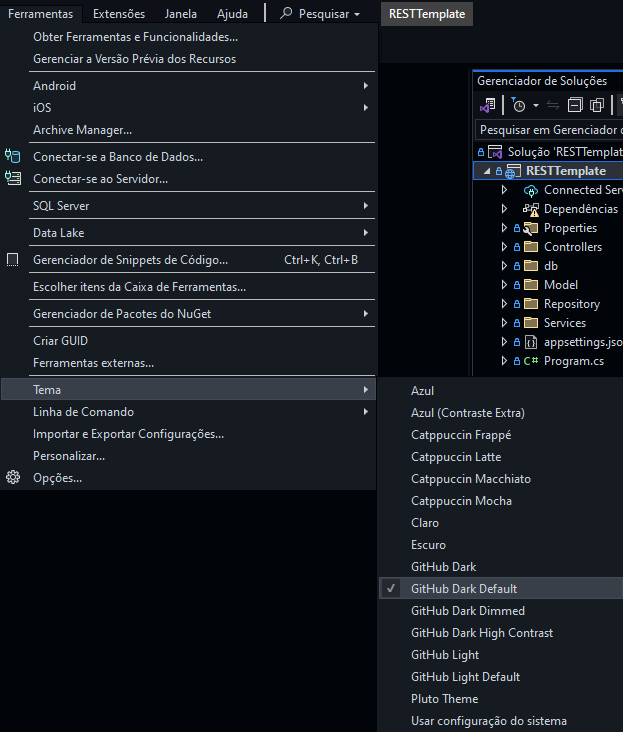 Ferramentas Extensões Janela Ajuda Pesquisar RESTTemplate
Obter Ferramentas e Funcionalidades...
Gerenciar a Versão Prévia dos Recursos
Android
iOS
Archive Manager...
Conectar-se a Banco de Dados...
Conectar-se ao Servidor...
SQL Server
Data Lake
Gerenciador de Snippets de Código... Ctrl+K, Ctrl+B
Escolher itens da Caixa de Ferramentas...
Gerenciador de Pacotes do NuGet
Criar GUID
Ferramentas externas...
Tema
Linha de Comando
Importar e Exportar Configurações...
Personalizar...
Opções...
Gerenciador de Soluções
Pesquisar em Gerenciador
Solução 'RESTTemplat
RESTTemplate
Connected Ser
Dependências
Properties
Controllers
db
Model
Repository
Services
appsettings.jso
C# Program.cs
Azul
Azul (Contraste Extra)
Catppuccin Frappé
Catppuccin Latte
Catppuccin Macchiato
Catppuccin Mocha
Claro
Escuro
GitHub Dark
GitHub Dark Default
GitHub Dark Dimmed
GitHub Dark High Contrast
GitHub Light
GitHub Light Default
Pluto Theme
Usar configuração do sistema